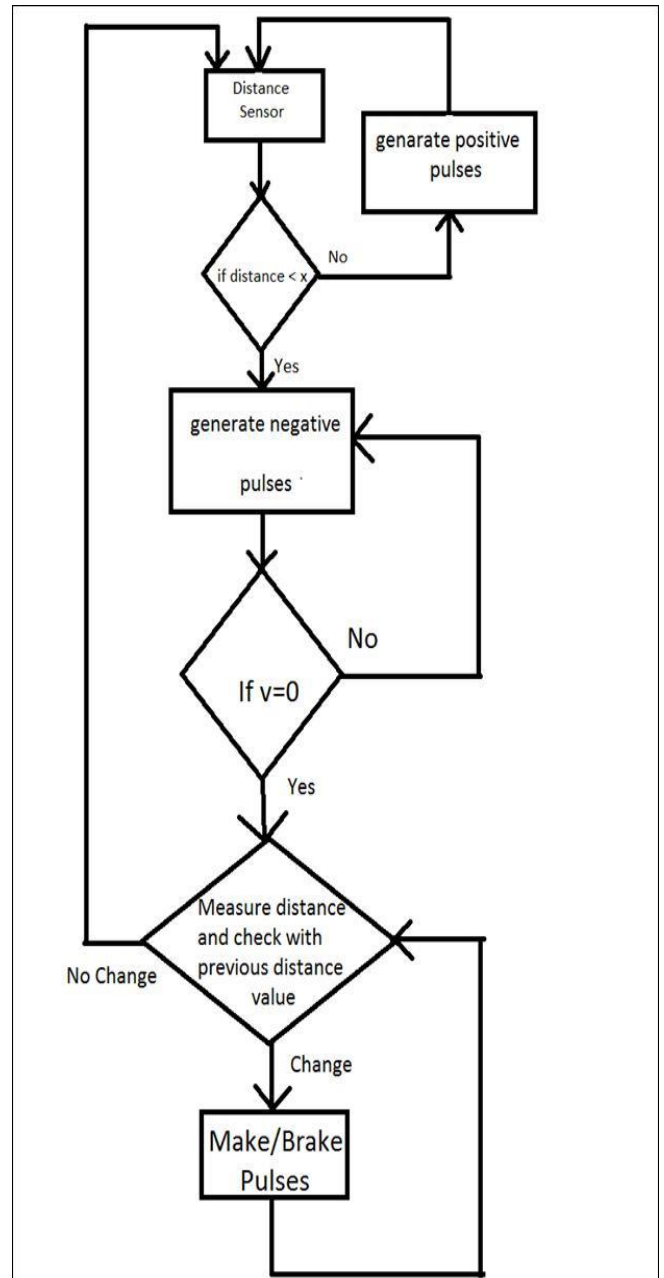 Distance
Sensor
genarate positive
pulses
if distance < x
No
Yes
generate negative
pulses
If v=0
No
Yes
Measure distance
and check with
previous distance
value
No Change
Change
Make/Brake
Pulses